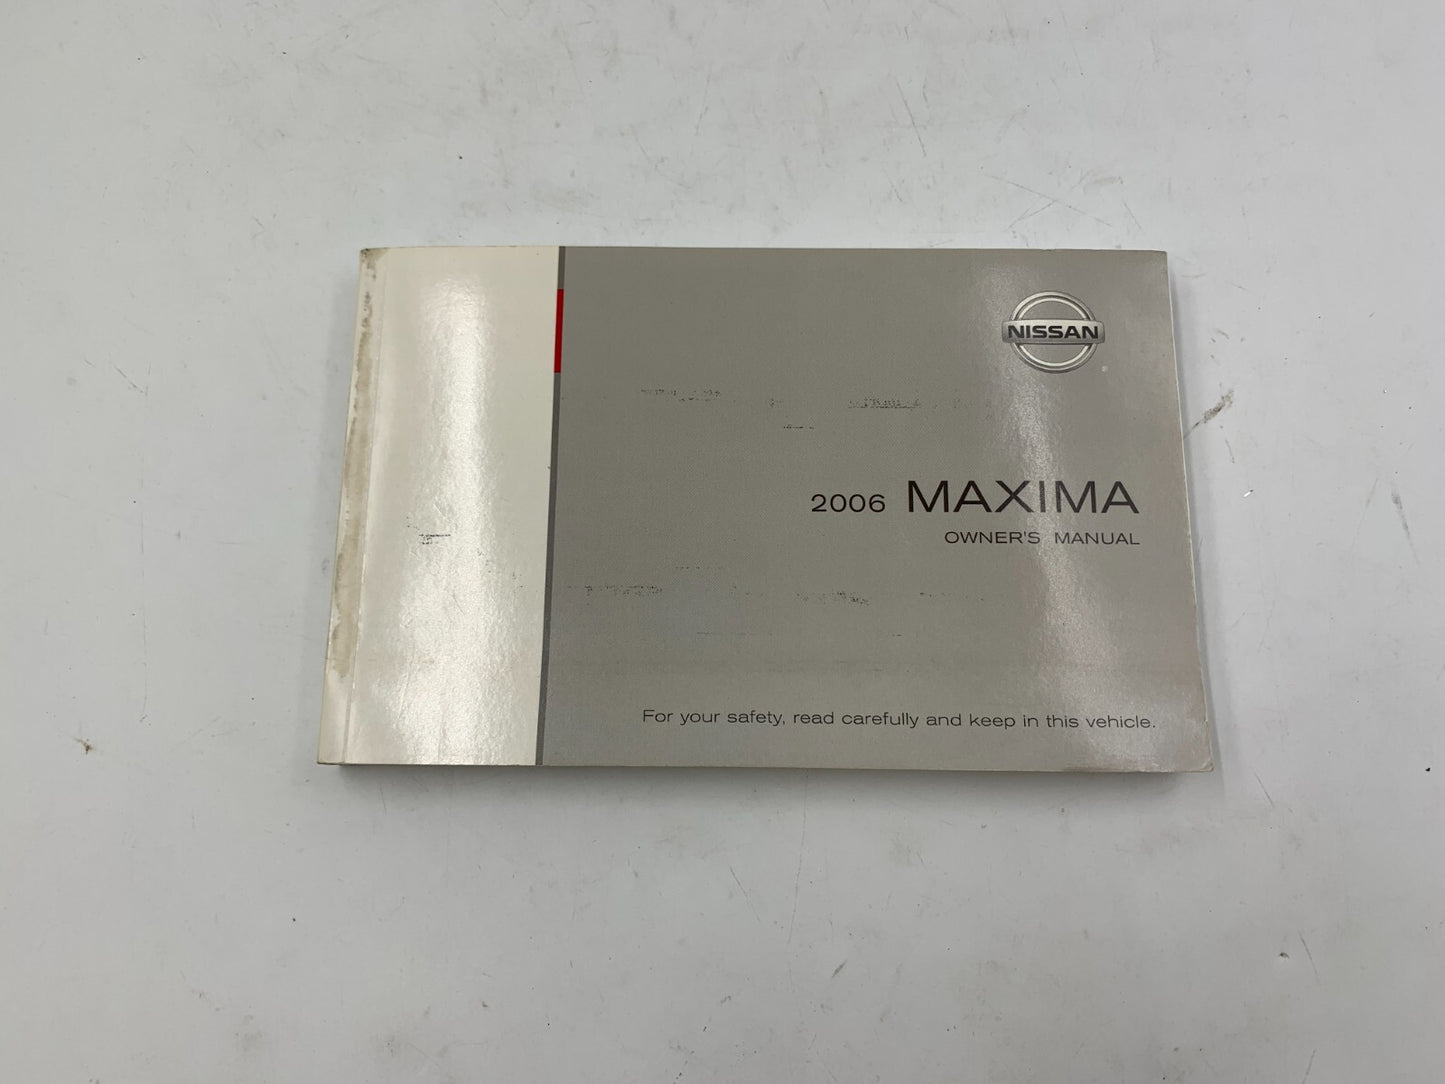 NISSAN
2006 MAXIMA
OWNER'S MANUAL
For your safety, read carefully and keep in this vehicle.